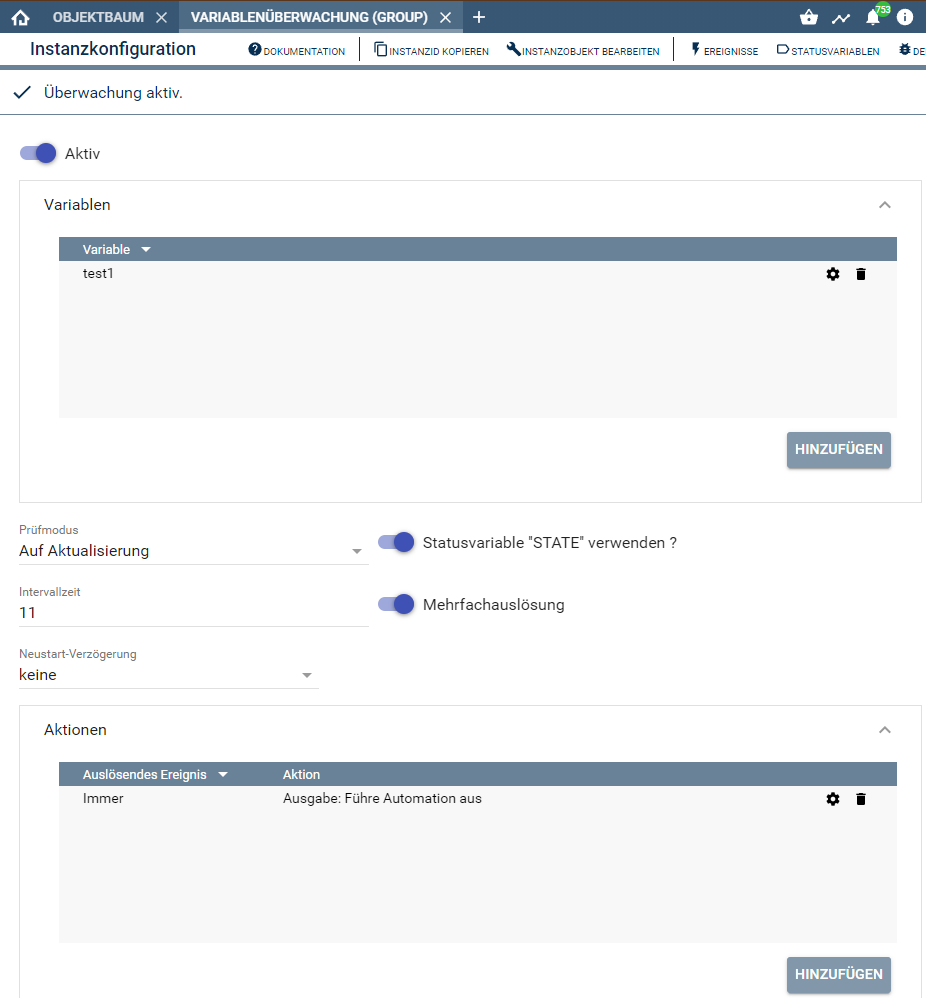 OBJEKTBAUM VARIABLENÜBERWACHUNG (GROUP) 753
Instanzkonfiguration DOKUMENTATION INSTANZID KOPIEREN INSTANZOBJEKT BEARBEITEN EREIGNISSE STATUSVARIABLEN DE
Überwachung aktiv.
Aktiv
Variablen
Variable
test1
HINZUFÜGEN
Prüfmodus
Auf Aktualisierung
Statusvariable "STATE" verwenden ?
Intervallzeit
11
Mehrfachauslösung
Neustart-Verzögerung
keine
Aktionen
Auslösendes Ereignis Aktion
Immer Ausgabe: Führe Automation aus
HINZUFÜGEN